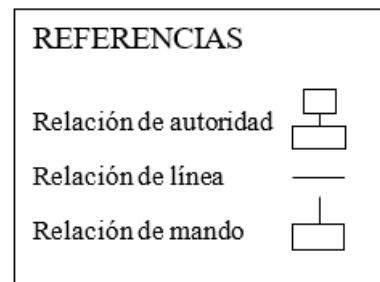 REFERENCIAS
Relación de autoridad
Relación de línea
Relación de mando